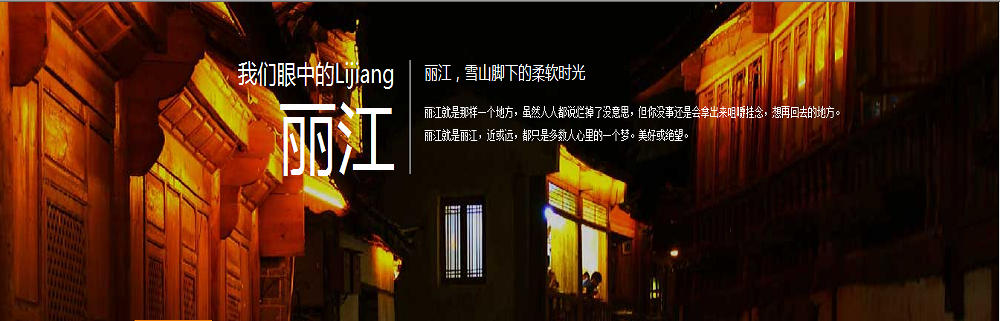 我们眼中的Lijiang
丽江
丽江，雪山脚下的柔软时光
丽江就是那样一个地方，虽然人人都说烂掉了没意思，但你没事还是会拿出来咀嚼挂念，想再回去的地方。
丽江就是丽江，近或远，都只是多数人心里的一个梦。美好或绝望。